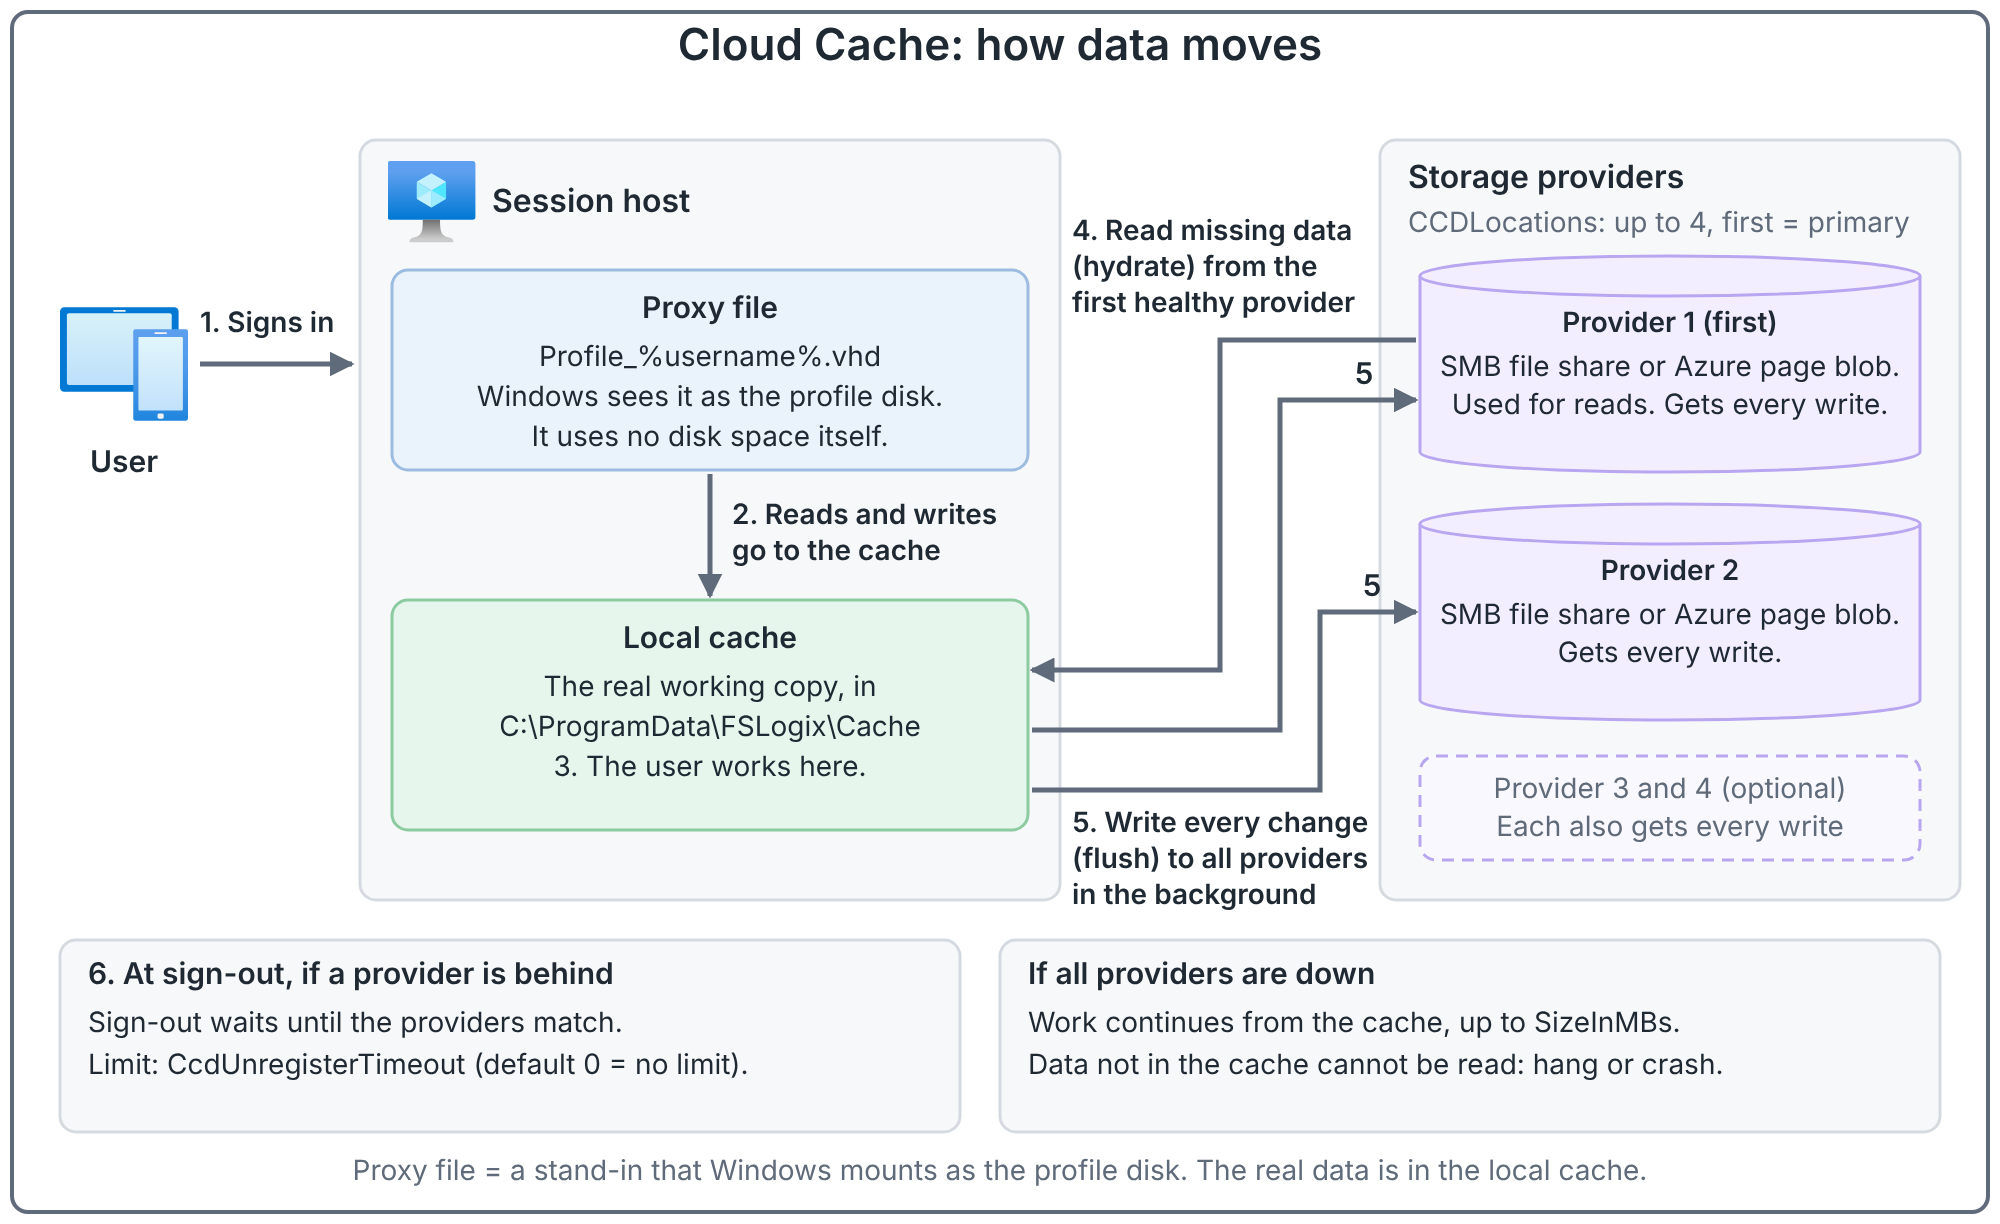 Cloud Cache: how data moves
Session host
Storage providers
CCDLocations: up to 4, first = primary
1. Signs in
User
Proxy file
Profile_%username%.vhd
Windows sees it as the profile disk.
It uses no disk space itself.
2. Reads and writes
go to the cache
Local cache
The real working copy, in
C:\ProgramData\FSLogix\Cache
3. The user works here.
4. Read missing data
(hydrate) from the
first healthy provider
5
5
5. Write every change
(flush) to all providers
in the background
Provider 1 (first)
SMB file share or Azure page blob.
Used for reads. Gets every write.
Provider 2
SMB file share or Azure page blob.
Gets every write.
Provider 3 and 4 (optional)
Each also gets every write
6. At sign-out, if a provider is behind
Sign-out waits until the providers match.
Limit: CcdUnregisterTimeout (default 0 = no limit).
If all providers are down
Work continues from the cache, up to SizeInMBs.
Data not in the cache cannot be read: hang or crash.
Proxy file = a stand-in that Windows mounts as the profile disk. The real data is in the local cache.